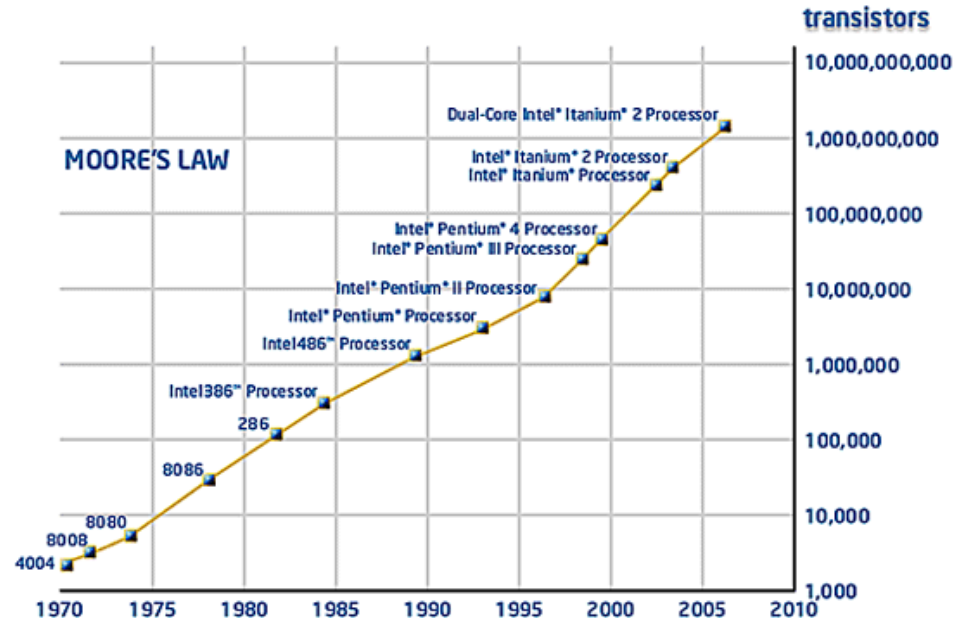 transistors
10,000,000,000
Dual-Core Intel® Itanium® 2 Processor
1,000,000,000
MOORE'S LAW
Intel® Itanium® 2 Processor
Intel® Itanium® Processor
100,000,000
Intel® Pentium® 4 Processor
Intel® Pentium® III Processor
Intel® Pentium® II Processor
10,000,000
Intel® Pentium® Processor
Intel486™ Processor
1,000,000
Intel386™ Processor
286
100,000
8086
8080
10,000
8008
4004
1,000
1970 1975 1980 1985 1990 1995 2000 2005 2010